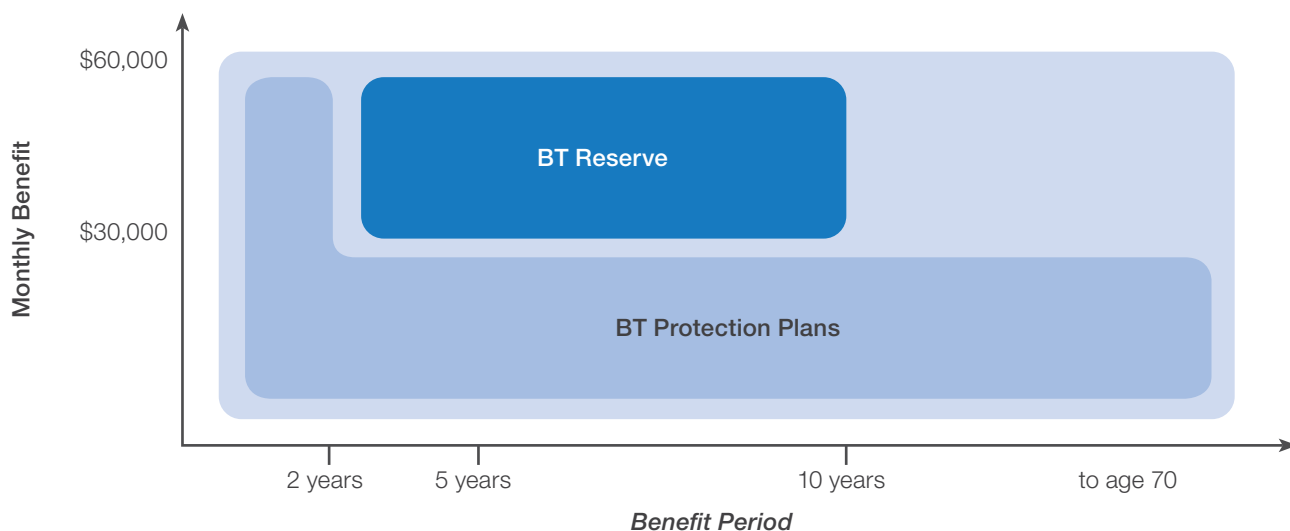 $60,000
Monthly Benefit
BT Reserve
$30,000
BT Protection Plans
2 years
5 years
10 years
to age 70
Benefit Period